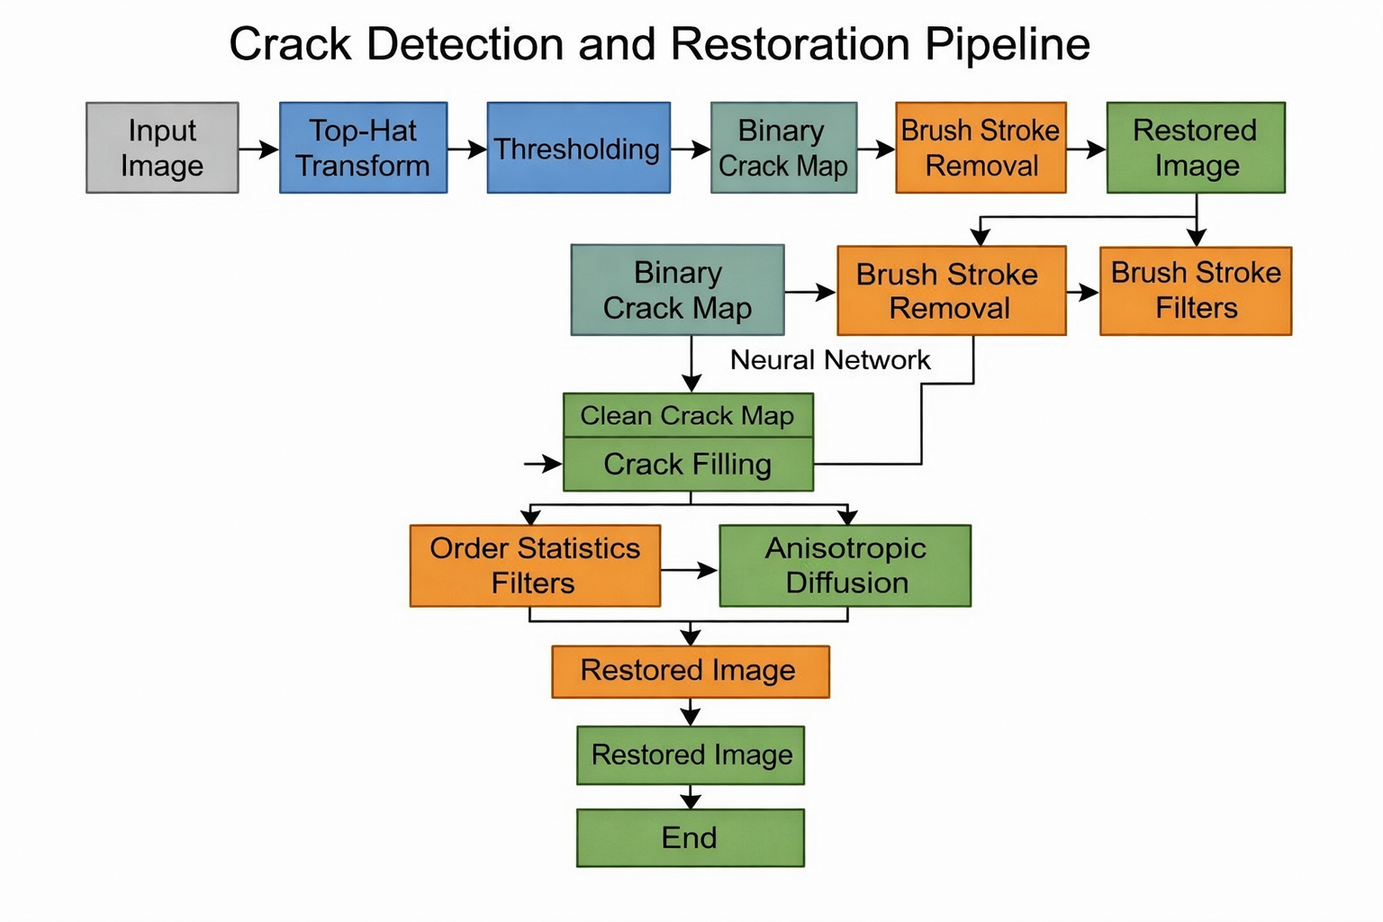 Crack Detection and Restoration Pipeline
Input
Image
Top-Hat
Transform
Thresholding
Binary
Crack Map
Brush Stroke
Removal
Restored
Image
Binary
Crack Map
Brush Stroke
Removal
Brush Stroke
Filters
Neural Network
Clean Crack Map
Crack Filling
Order Statistics
Filters
Anisotropic
Diffusion
Restored Image
Restored Image
End